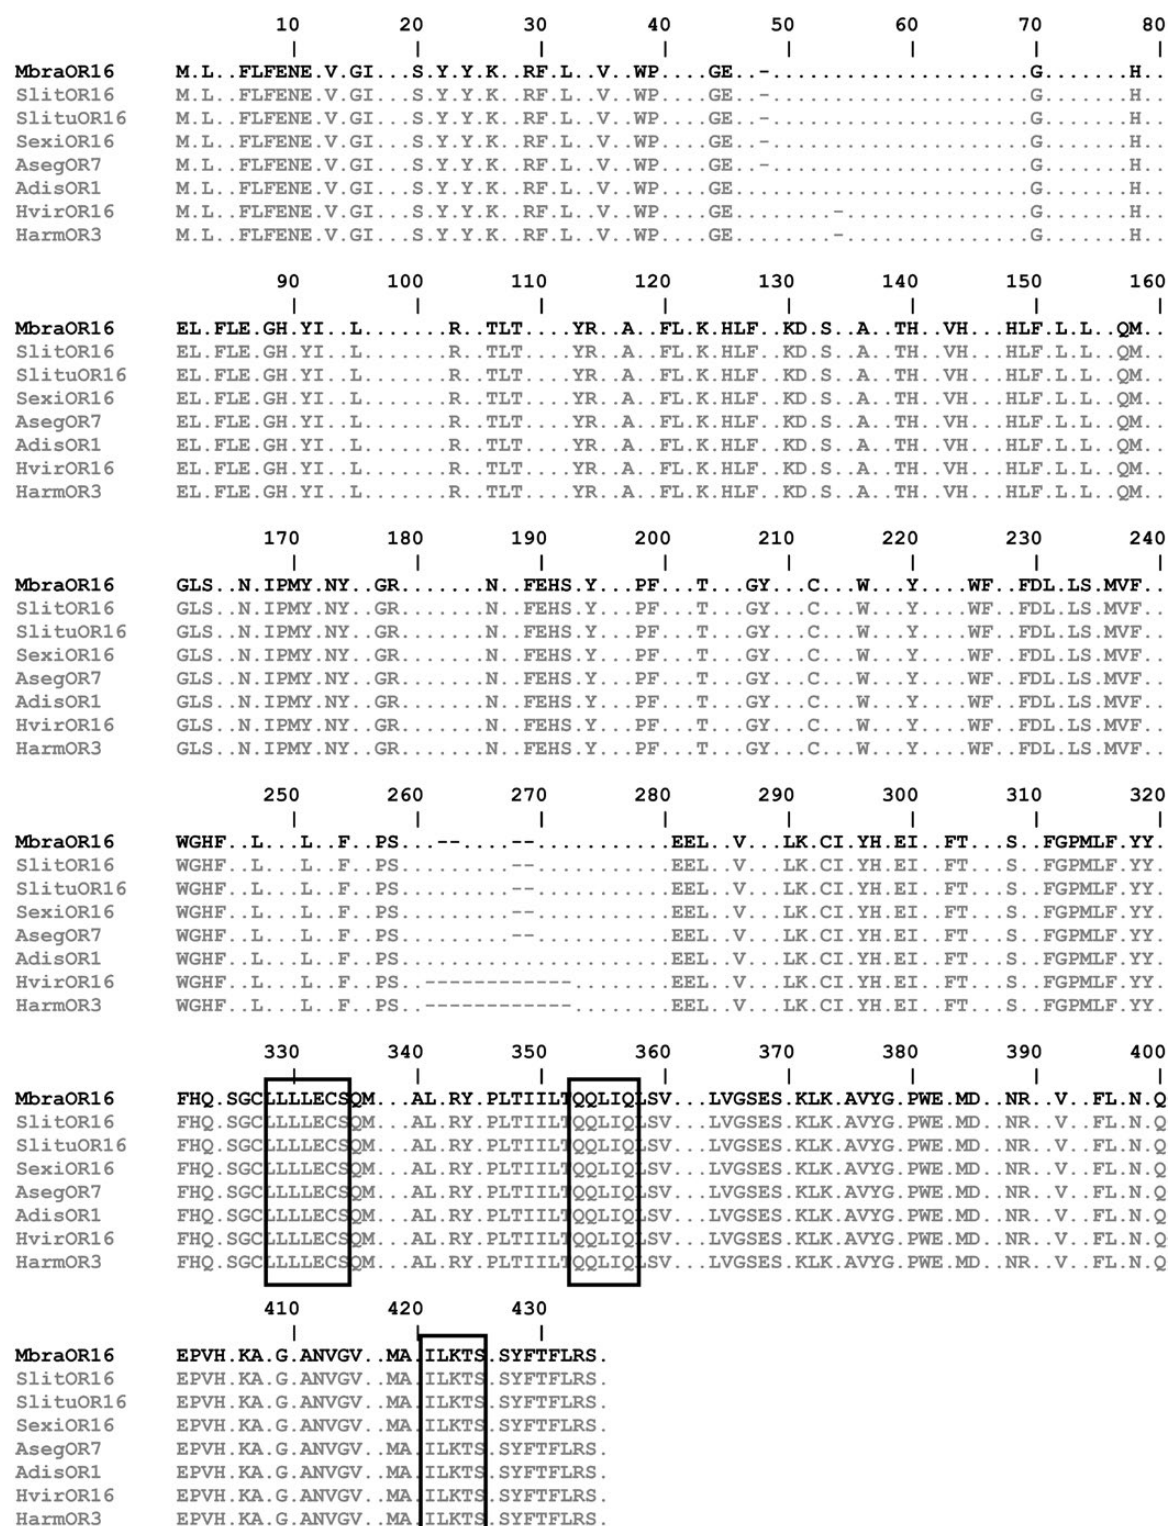 10 20 30 40 50 60 70 80
MbraOR16 M.L..FLFENE.V.GI...S.Y.Y.K..RF.L..V..WP....GE..-.....................G.......H..
SlitOR16 M.L..FLFENE.V.GI...S.Y.Y.K..RF.L..V..WP....GE..-.....................G.......H..
SlituOR16 M.L..FLFENE.V.GI...S.Y.Y.K..RF.L..V..WP....GE..-.....................G.......H..
SexiOR16 M.L..FLFENE.V.GI...S.Y.Y.K..RF.L..V..WP....GE..-.....................G.......H..
AsegOR7 M.L..FLFENE.V.GI...S.Y.Y.K..RF.L..V..WP....GE..-.....................G.......H..
AdisOR1 M.L..FLFENE.V.GI...S.Y.Y.K..RF.L..V..WP....GE........................G.......H..
HvirOR16 M.L..FLFENE.V.GI...S.Y.Y.K..RF.L..V..WP....GE........-...............G.......H..
HarmOR3 M.L..FLFENE.V.GI...S.Y.Y.K..RF.L..V..WP....GE........-...............G.......H..
90 100 110 120 130 140 150 160
MbraOR16 EL.FLE.GH.YI..L.......R..TLT....YR..A..FL.K.HLF..KD.S..A..TH..VH...HLF.L.L..QM..
SlitOR16 EL.FLE.GH.YI..L.......R..TLT....YR..A..FL.K.HLF..KD.S..A..TH..VH...HLF.L.L..QM..
SlituOR16 EL.FLE.GH.YI..L.......R..TLT....YR..A..FL.K.HLF..KD.S..A..TH..VH...HLF.L.L..QM..
SexiOR16 EL.FLE.GH.YI..L.......R..TLT....YR..A..FL.K.HLF..KD.S..A..TH..VH...HLF.L.L..QM..
AsegOR7 EL.FLE.GH.YI..L.......R..TLT....YR..A..FL.K.HLF..KD.S..A..TH..VH...HLF.L.L..QM..
AdisOR1 EL.FLE.GH.YI..L.......R..TLT....YR..A..FL.K.HLF..KD.S..A..TH..VH...HLF.L.L..QM..
HvirOR16 EL.FLE.GH.YI..L.......R..TLT....YR..A..FL.K.HLF..KD.S..A..TH..VH...HLF.L.L..QM..
HarmOR3 EL.FLE.GH.YI..L.......R..TLT....YR..A..FL.K.HLF..KD.S..A..TH..VH...HLF.L.L..QM..
170 180 190 200 210 220 230 240
MbraOR16 GLS..N.IPMY.NY..GR.......N..FEHS.Y...PF...T...GY...C...W...Y....WF..FDL.LS.MVF..
SlitOR16 GLS..N.IPMY.NY..GR.......N..FEHS.Y...PF...T...GY...C...W...Y....WF..FDL.LS.MVF..
SlituOR16 GLS..N.IPMY.NY..GR.......N..FEHS.Y...PF...T...GY...C...W...Y....WF..FDL.LS.MVF..
SexiOR16 GLS..N.IPMY.NY..GR.......N..FEHS.Y...PF...T...GY...C...W...Y....WF..FDL.LS.MVF..
AsegOR7 GLS..N.IPMY.NY..GR.......N..FEHS.Y...PF...T...GY...C...W...Y....WF..FDL.LS.MVF..
AdisOR1 GLS..N.IPMY.NY..GR.......N..FEHS.Y...PF...T...GY...C...W...Y....WF..FDL.LS.MVF..
HvirOR16 GLS..N.IPMY.NY..GR.......N..FEHS.Y...PF...T...GY...C...W...Y....WF..FDL.LS.MVF..
HarmOR3 GLS..N.IPMY.NY..GR.......N..FEHS.Y...PF...T...GY...C...W...Y....WF..FDL.LS.MVF..
250 260 270 280 290 300 310 320
MbraOR16 WGHF..L...L..F..PS...--....--...........EEL..V...LK.CI.YH.EI..FT...S..FGPMLF.YY.
SlitOR16 WGHF..L...L..F..PS.........--...........EEL..V...LK.CI.YH.EI..FT...S..FGPMLF.YY.
SlituOR16 WGHF..L...L..F..PS.........--...........EEL..V...LK.CI.YH.EI..FT...S..FGPMLF.YY.
SexiOR16 WGHF..L...L..F..PS.........--...........EEL..V...LK.CI.YH.EI..FT...S..FGPMLF.YY.
AsegOR7 WGHF..L...L..F..PS.........--...........EEL..V...LK.CI.YH.EI..FT...S..FGPMLF.YY.
AdisOR1 WGHF..L...L..F..PS......................EEL..V...LK.CI.YH.EI..FT...S..FGPMLF.YY.
HvirOR16 WGHF..L...L..F..PS..------------........EEL..V...LK.CI.YH.EI..FT...S..FGPMLF.YY.
HarmOR3 WGHF..L...L..F..PS..------------........EEL..V...LK.CI.YH.EI..FT...S..FGPMLF.YY.
330 340 350 360 370 380 390 400
MbraOR16 FHQ.SGCLLLLECSQM...AL.RY.PLTIILTQQLIQLSV...LVGSES.KLK.AVYG.PWE.MD..NR..V..FL.N.Q
SlitOR16 FHQ.SGCLLLLECSQM...AL.RY.PLTIILTQQLIQLSV...LVGSES.KLK.AVYG.PWE.MD..NR..V..FL.N.Q
SlituOR16 FHQ.SGCLLLLECSQM...AL.RY.PLTIILTQQLIQLSV...LVGSES.KLK.AVYG.PWE.MD..NR..V..FL.N.Q
SexiOR16 FHQ.SGCLLLLECSQM...AL.RY.PLTIILTQQLIQLSV...LVGSES.KLK.AVYG.PWE.MD..NR..V..FL.N.Q
AsegOR7 FHQ.SGCLLLLECSQM...AL.RY.PLTIILTQQLIQLSV...LVGSES.KLK.AVYG.PWE.MD..NR..V..FL.N.Q
AdisOR1 FHQ.SGCLLLLECSQM...AL.RY.PLTIILTQQLIQLSV...LVGSES.KLK.AVYG.PWE.MD..NR..V..FL.N.Q
HvirOR16 FHQ.SGCLLLLECSQM...AL.RY.PLTIILTQQLIQLSV...LVGSES.KLK.AVYG.PWE.MD..NR..V..FL.N.Q
HarmOR3 FHQ.SGCLLLLECSQM...AL.RY.PLTIILTQQLIQLSV...LVGSES.KLK.AVYG.PWE.MD..NR..V..FL.N.Q
410 420 430
MbraOR16 EPVH.KA.G.ANVGV..MA.ILKTS.SYFTFLRS.
SlitOR16 EPVH.KA.G.ANVGV..MA.ILKTS.SYFTFLRS.
SlituOR16 EPVH.KA.G.ANVGV..MA.ILKTS.SYFTFLRS.
SexiOR16 EPVH.KA.G.ANVGV..MA.ILKTS.SYFTFLRS.
AsegOR7 EPVH.KA.G.ANVGV..MA.ILKTS.SYFTFLRS.
AdisOR1 EPVH.KA.G.ANVGV..MA.ILKTS.SYFTFLRS.
HvirOR16 EPVH.KA.G.ANVGV..MA.ILKTS.SYFTFLRS.
HarmOR3 EPVH.KA.G.ANVGV..MA.ILKTS.SYFTFLRS.